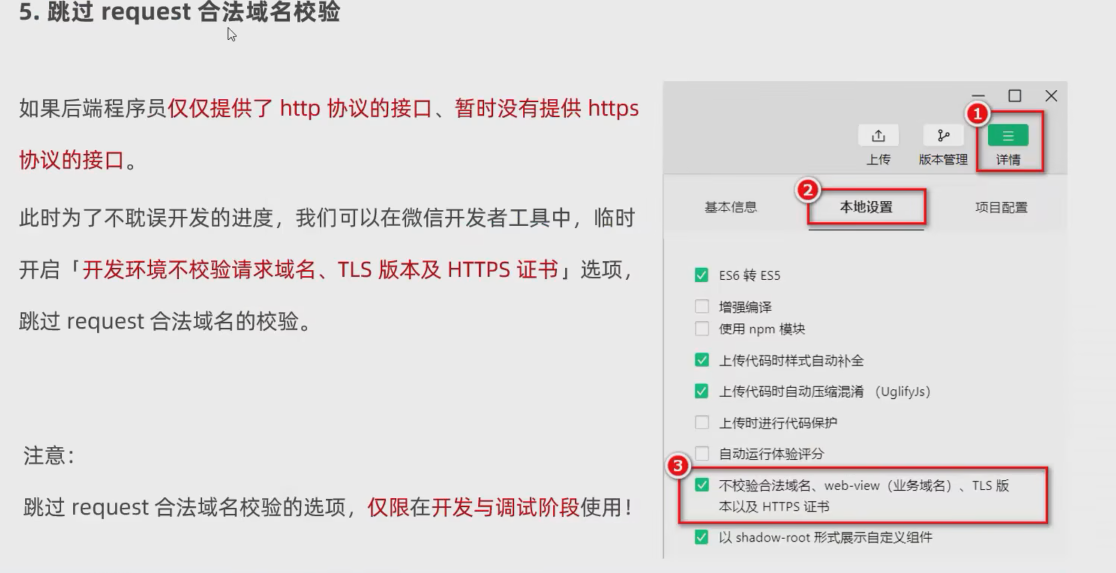 5. 跳过 request 合法域名校验
如果后端程序员仅仅提供了 http 协议的接口、暂时没有提供 https
协议的接口。
此时为了不耽误开发的进度，我们可以在微信开发者工具中，临时
开启「开发环境不校验请求域名、TLS 版本及 HTTPS 证书」选项，
跳过 request 合法域名的校验。
注意：
跳过 request 合法域名校验的选项，仅限在开发与调试阶段使用！
1
上传
版本管理
详情
2
基本信息
本地设置
项目配置
ES6 转 ES5
增强编译
使用 npm 模块
上传代码时样式自动补全
上传代码时自动压缩混淆 （UglifyJs）
上传时进行代码保护
自动运行体验评分
3
不校验合法域名、web-view（业务域名）、TLS 版
本以及 HTTPS 证书
以 shadow-root 形式展示自定义组件